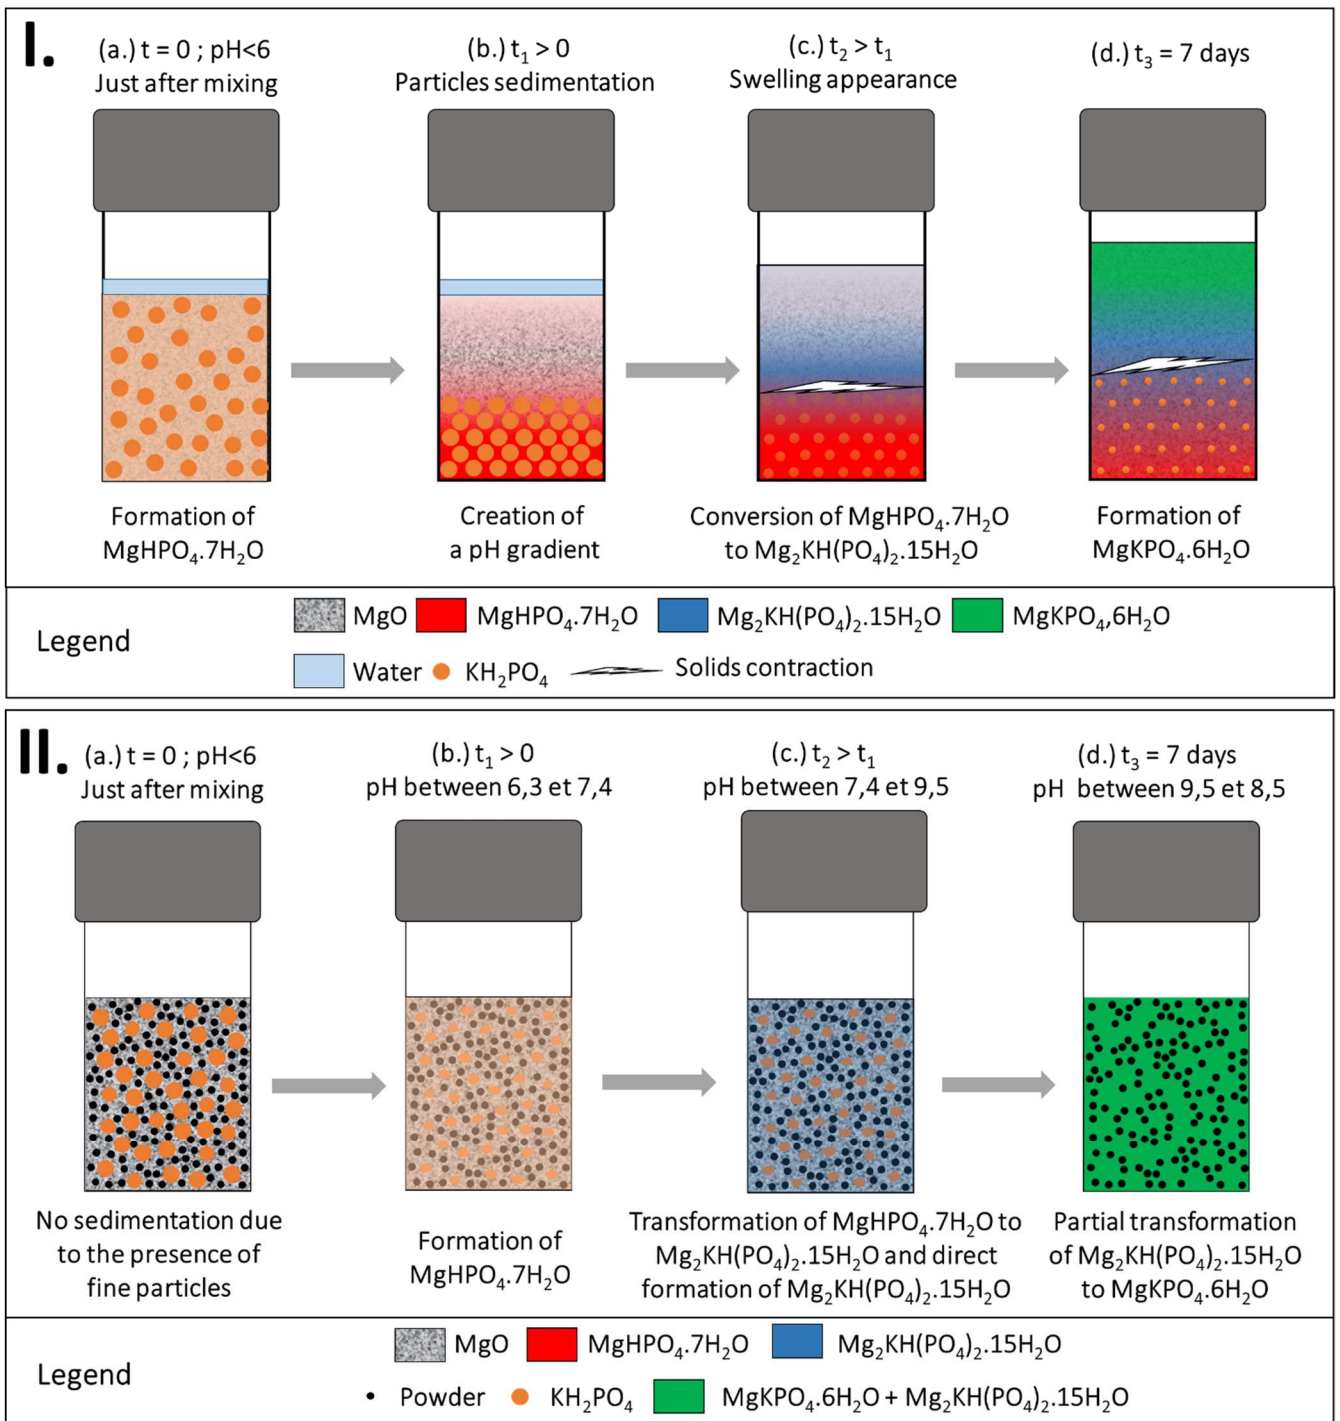 I.
(a.) t = 0 ; pH<6
Just after mixing
(b.) t₁ > 0
Particles sedimentation
(c.) t₂ > t₁
Swelling appearance
(d.) t₃ = 7 days
Formation of
MgHPO₄.7H₂O
Creation of
a pH gradient
Conversion of MgHPO₄.7H₂O
to Mg₂KH(PO₄)₂.15H₂O
Formation of
MgKPO₄.6H₂O
Legend
MgO
MgHPO₄.7H₂O
Mg₂KH(PO₄)₂.15H₂O
MgKPO₄,6H₂O
Water
KH₂PO₄
Solids contraction
II.
(a.) t = 0 ; pH<6
Just after mixing
(b.) t₁ > 0
pH between 6,3 et 7,4
(c.) t₂ > t₁
pH between 7,4 et 9,5
(d.) t₃ = 7 days
pH between 9,5 et 8,5
No sedimentation due
to the presence of
fine particles
Formation of
MgHPO₄.7H₂O
Transformation of MgHPO₄.7H₂O to
Mg₂KH(PO₄)₂.15H₂O and direct
formation of Mg₂KH(PO₄)₂.15H₂O
Partial transformation
of Mg₂KH(PO₄)₂.15H₂O
to MgKPO₄.6H₂O
Legend
MgO
MgHPO₄.7H₂O
Mg₂KH(PO₄)₂.15H₂O
Powder
KH₂PO₄
MgKPO₄.6H₂O + Mg₂KH(PO₄)₂.15H₂O